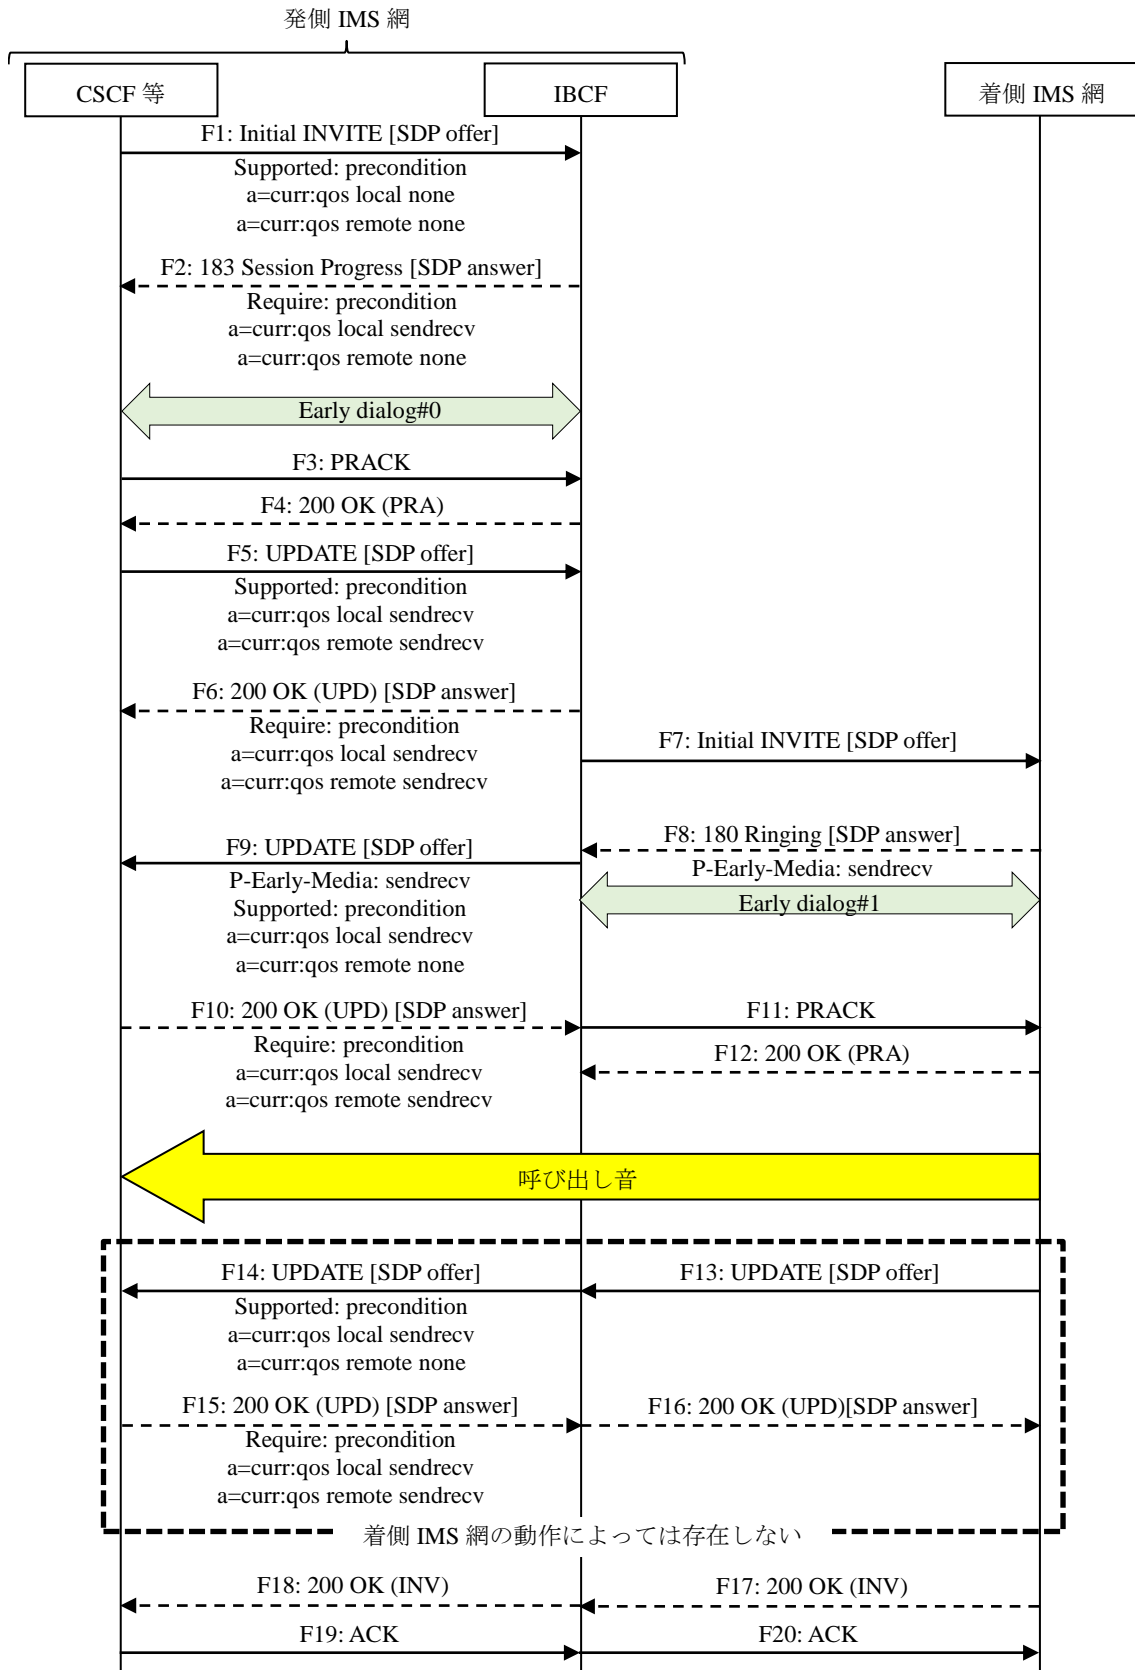 発側 IMS 網
CSCF 等
IBCF
着側 IMS 網
F1: Initial INVITE [SDP offer]
Supported: precondition
a=curr:qos local none
a=curr:qos remote none
F2: 183 Session Progress [SDP answer]
Require: precondition
a=curr:qos local sendrecv
a=curr:qos remote none
Early dialog#0
F3: PRACK
F4: 200 OK (PRA)
F5: UPDATE [SDP offer]
Supported: precondition
a=curr:qos local sendrecv
a=curr:qos remote sendrecv
F6: 200 OK (UPD) [SDP answer]
Require: precondition
a=curr:qos local sendrecv
a=curr:qos remote sendrecv
F7: Initial INVITE [SDP offer]
F8: 180 Ringing [SDP answer]
P-Early-Media: sendrecv
Early dialog#1
F9: UPDATE [SDP offer]
P-Early-Media: sendrecv
Supported: precondition
a=curr:qos local sendrecv
a=curr:qos remote none
F10: 200 OK (UPD) [SDP answer]
Require: precondition
a=curr:qos local sendrecv
a=curr:qos remote sendrecv
F11: PRACK
F12: 200 OK (PRA)
呼び出し音
F14: UPDATE [SDP offer]
F13: UPDATE [SDP offer]
Supported: precondition
a=curr:qos local sendrecv
a=curr:qos remote none
F15: 200 OK (UPD) [SDP answer]
F16: 200 OK (UPD)[SDP answer]
Require: precondition
a=curr:qos local sendrecv
a=curr:qos remote sendrecv
着側 IMS 網の動作によっては存在しない
F18: 200 OK (INV)
F17: 200 OK (INV)
F19: ACK
F20: ACK